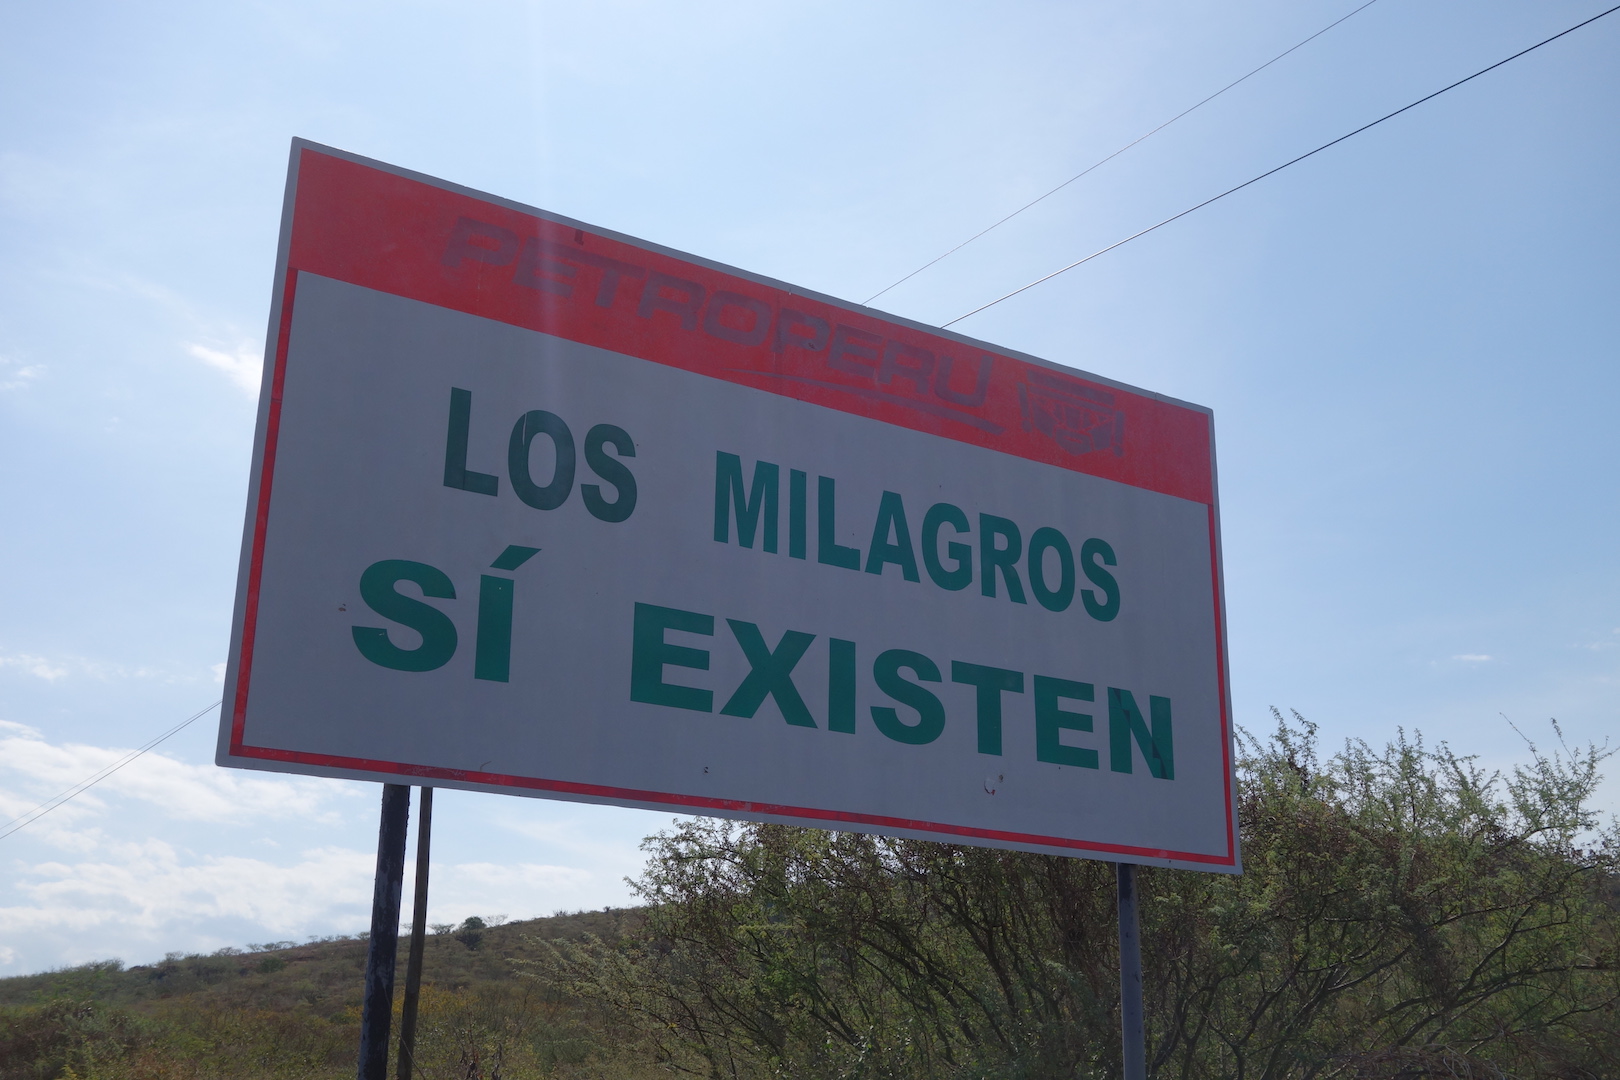 PETROPERU
LOS MILAGROS
SÍ EXISTEN